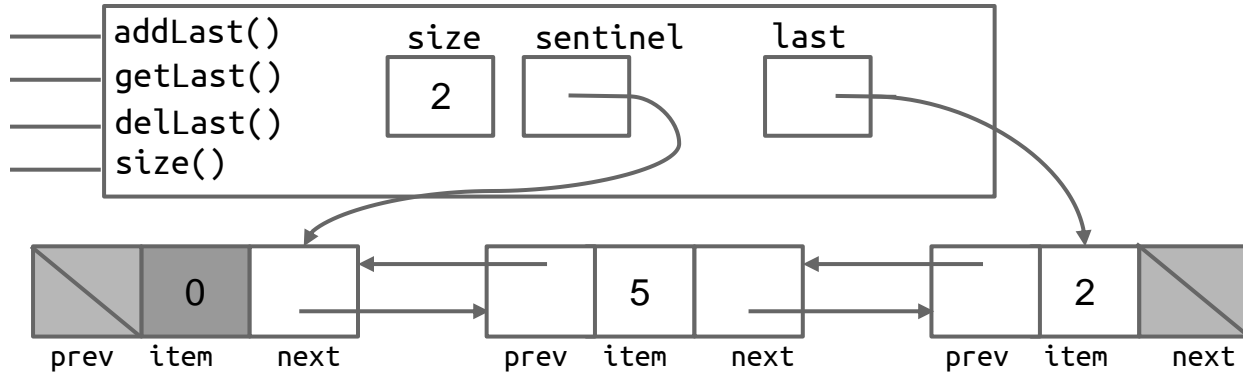 addLast()
getLast()
delLast()
size()
size sentinel last
2
0 5 2
prev item next prev item next prev item next